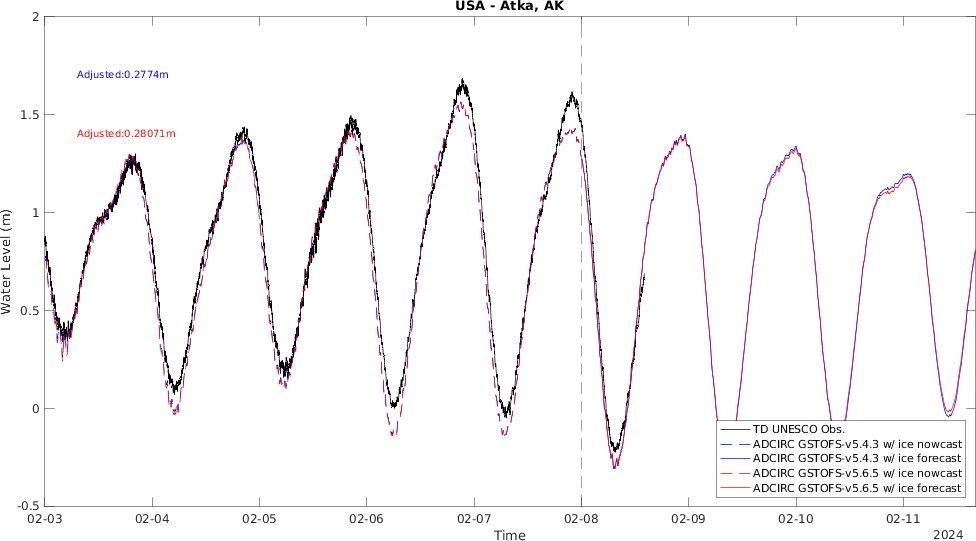 USA - Atka, AK
2
1.5
1
0.5
0
-0.5
Water Level (m)
Adjusted:0.2774m
Adjusted:0.28071m
TD UNESCO Obs.
ADCIRC GSTOFS-v5.4.3 w/ ice nowcast
ADCIRC GSTOFS-v5.4.3 w/ ice forecast
ADCIRC GSTOFS-v5.6.5 w/ ice nowcast
ADCIRC GSTOFS-v5.6.5 w/ ice forecast
02-03 02-04 02-05 02-06 02-07 02-08 02-09 02-10 02-11
Time
2024